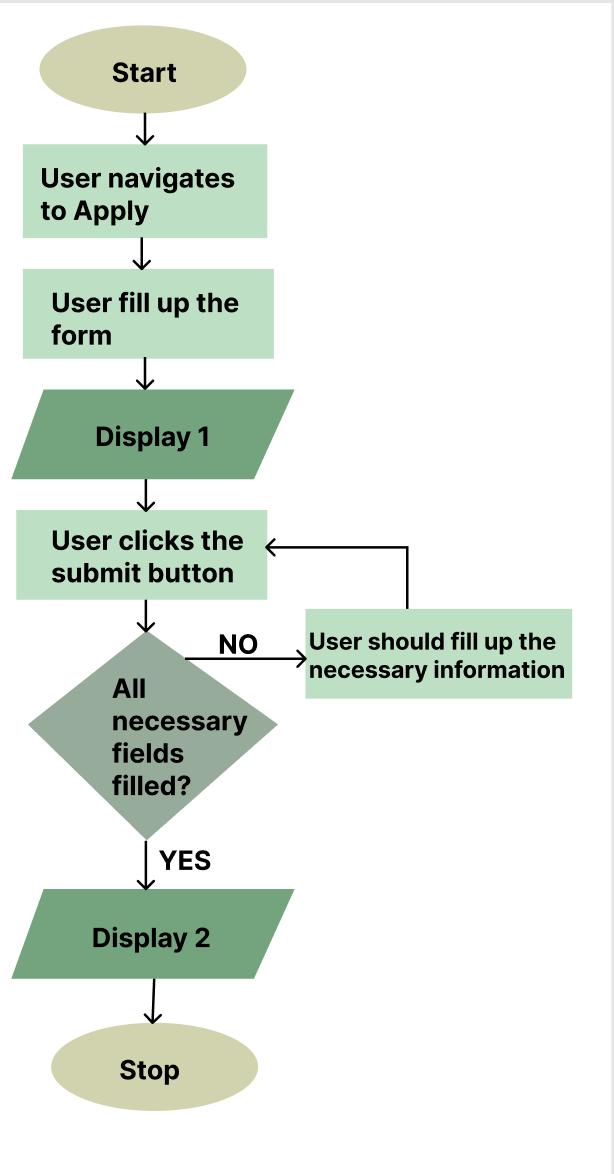 Start
User navigates
to Apply
User fill up the
form
Display 1
User clicks the
submit button
NO
User should fill up the
necessary information
All
necessary
fields
filled?
YES
Display 2
Stop